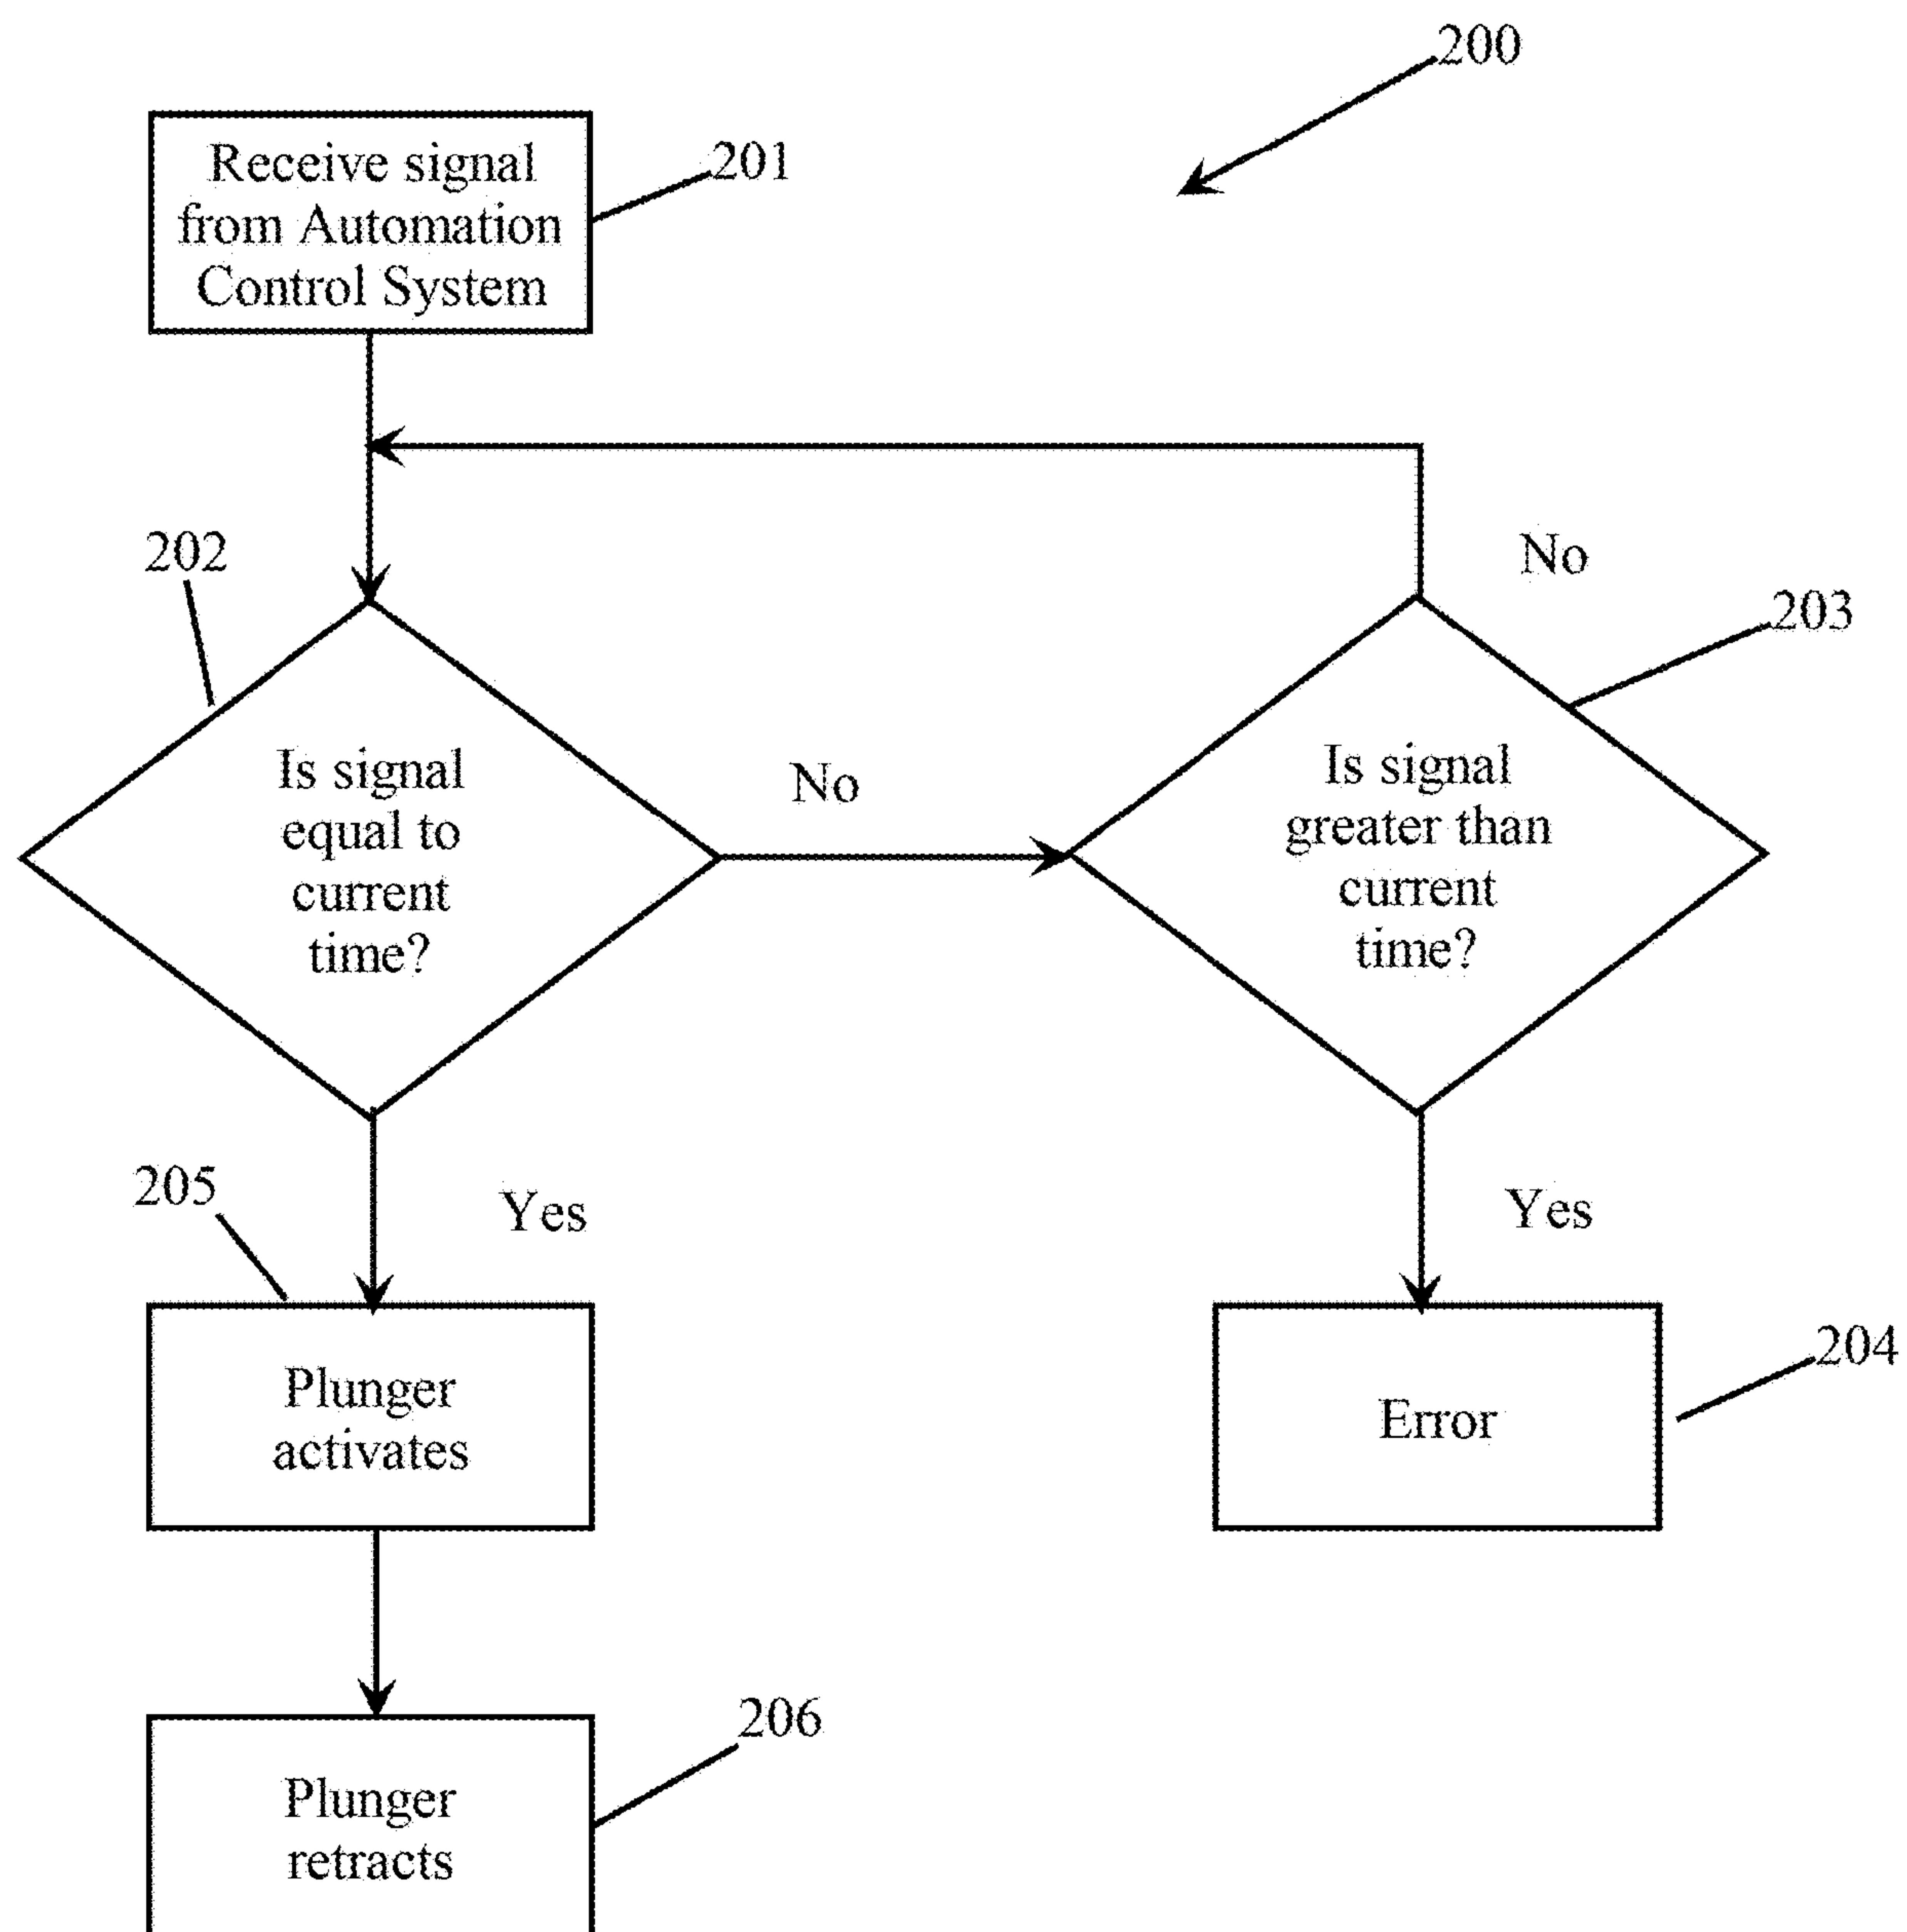 200
Receive signal
from Automation
Control System
201
202
No
203
Is signal
equal to
current
time?
No
Is signal
greater than
current
time?
205
Yes
Yes
Plunger
activates
Error
204
206
Plunger
retracts